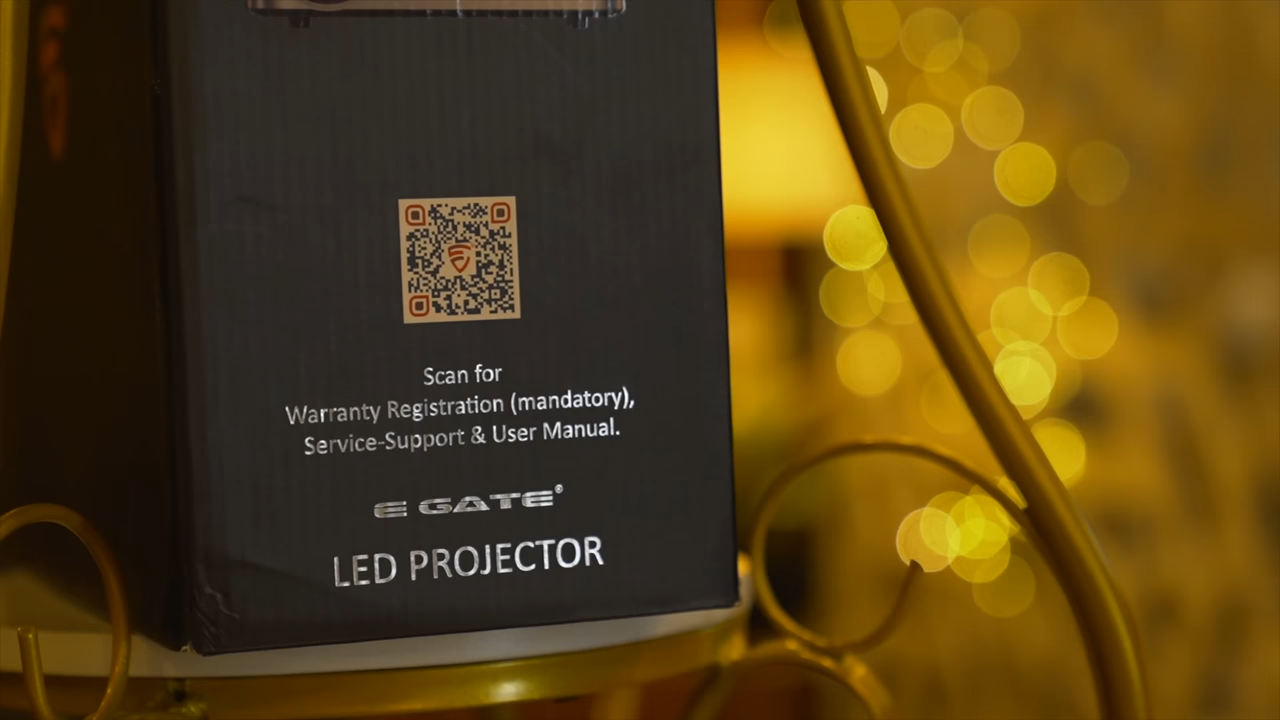 Scan for
Warranty Registration (mandatory),
Service-Support & User Manual.
E GATE®
LED PROJECTOR